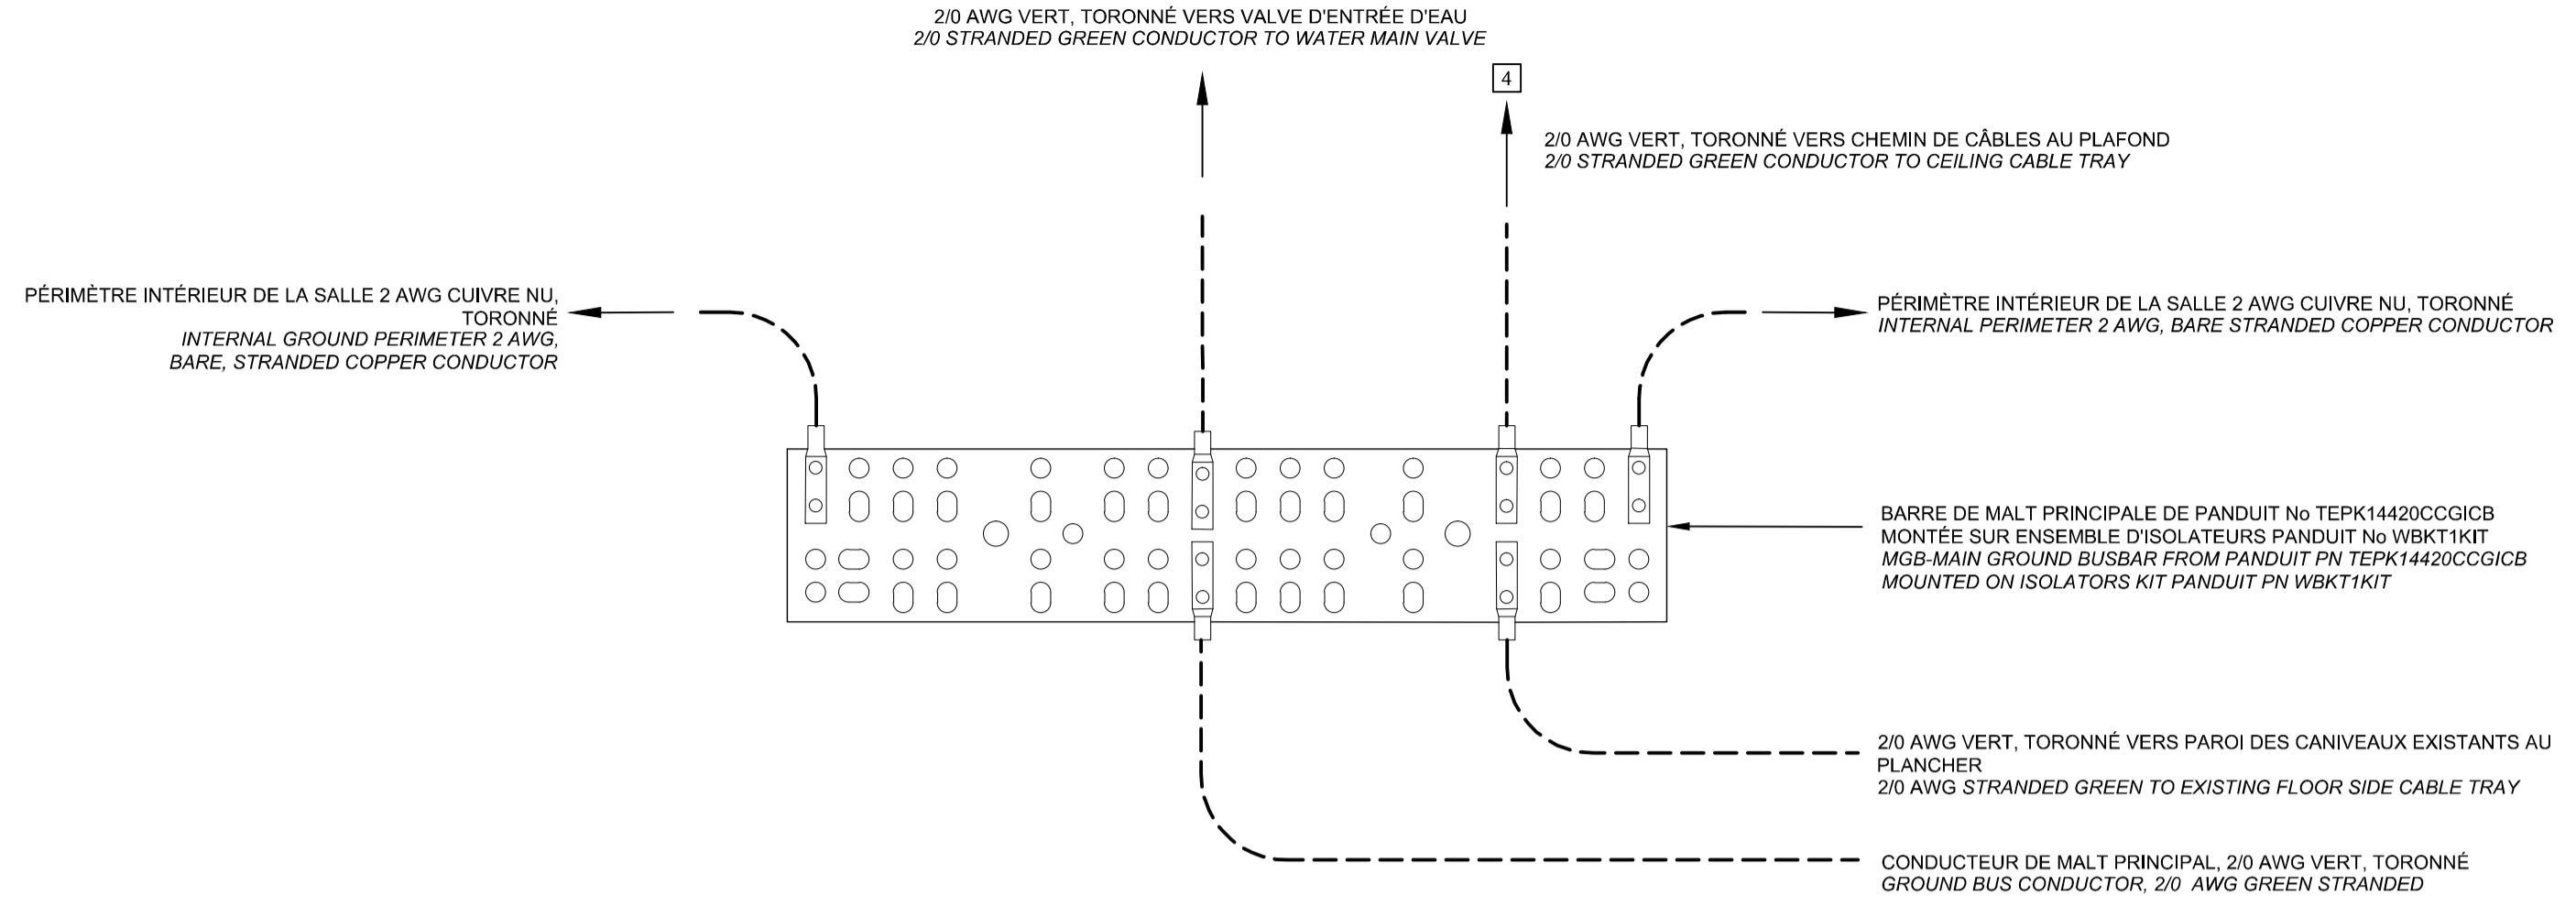 2/0 AWG VERT, TORONNÉ VERS VALVE D'ENTRÉE D'EAU
2/0 STRANDED GREEN CONDUCTOR TO WATER MAIN VALVE
4
2/0 AWG VERT, TORONNÉ VERS CHEMIN DE CÂBLES AU PLAFOND
2/0 STRANDED GREEN CONDUCTOR TO CEILING CABLE TRAY
PÉRIMÈTRE INTÉRIEUR DE LA SALLE 2 AWG CUIVRE NU,
TORONNÉ
INTERNAL GROUND PERIMETER 2 AWG,
BARE, STRANDED COPPER CONDUCTOR
PÉRIMÈTRE INTÉRIEUR DE LA SALLE 2 AWG CUIVRE NU, TORONNÉ
INTERNAL PERIMETER 2 AWG, BARE STRANDED COPPER CONDUCTOR
BARRE DE MALT PRINCIPALE DE PANDUIT No TEPK14420CCGICB
MONTÉE SUR ENSEMBLE D'ISOLATEURS PANDUIT No WBKT1KIT
MGB-MAIN GROUND BUSBAR FROM PANDUIT PN TEPK14420CCGICB
MOUNTED ON ISOLATORS KIT PANDUIT PN WBKT1KIT
2/0 AWG VERT, TORONNÉ VERS PAROI DES CANIVEAUX EXISTANTS AU
PLANCHER
2/0 AWG STRANDED GREEN TO EXISTING FLOOR SIDE CABLE TRAY
CONDUCTEUR DE MALT PRINCIPAL, 2/0 AWG VERT, TORONNÉ
GROUND BUS CONDUCTOR, 2/0 AWG GREEN STRANDED